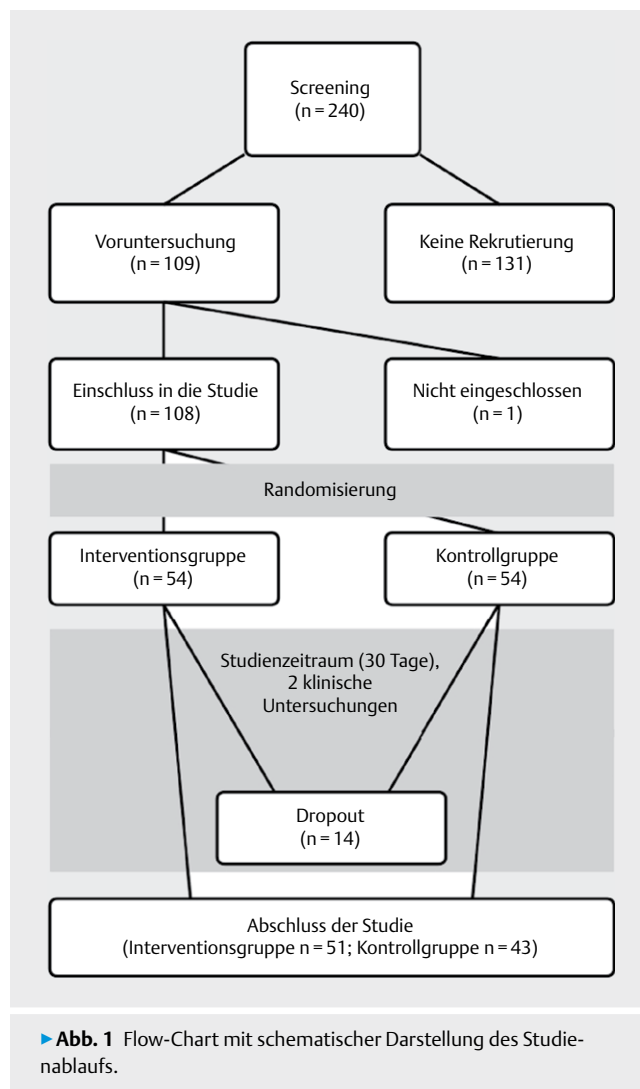 Screening
(n = 240)
Voruntersuchung
(n = 109)
Keine Rekrutierung
(n = 131)
Einschluss in die Studie
(n = 108)
Nicht eingeschlossen
(n = 1)
Randomisierung
Interventionsgruppe
(n = 54)
Kontrollgruppe
(n = 54)
Studienzeitraum (30 Tage),
2 klinische
Untersuchungen
Dropout
(n = 14)
Abschluss der Studie
(Interventionsgruppe n = 51; Kontrollgruppe n = 43)
▶Abb. 1 Flow-Chart mit schematischer Darstellung des Studie-
nablaufs.